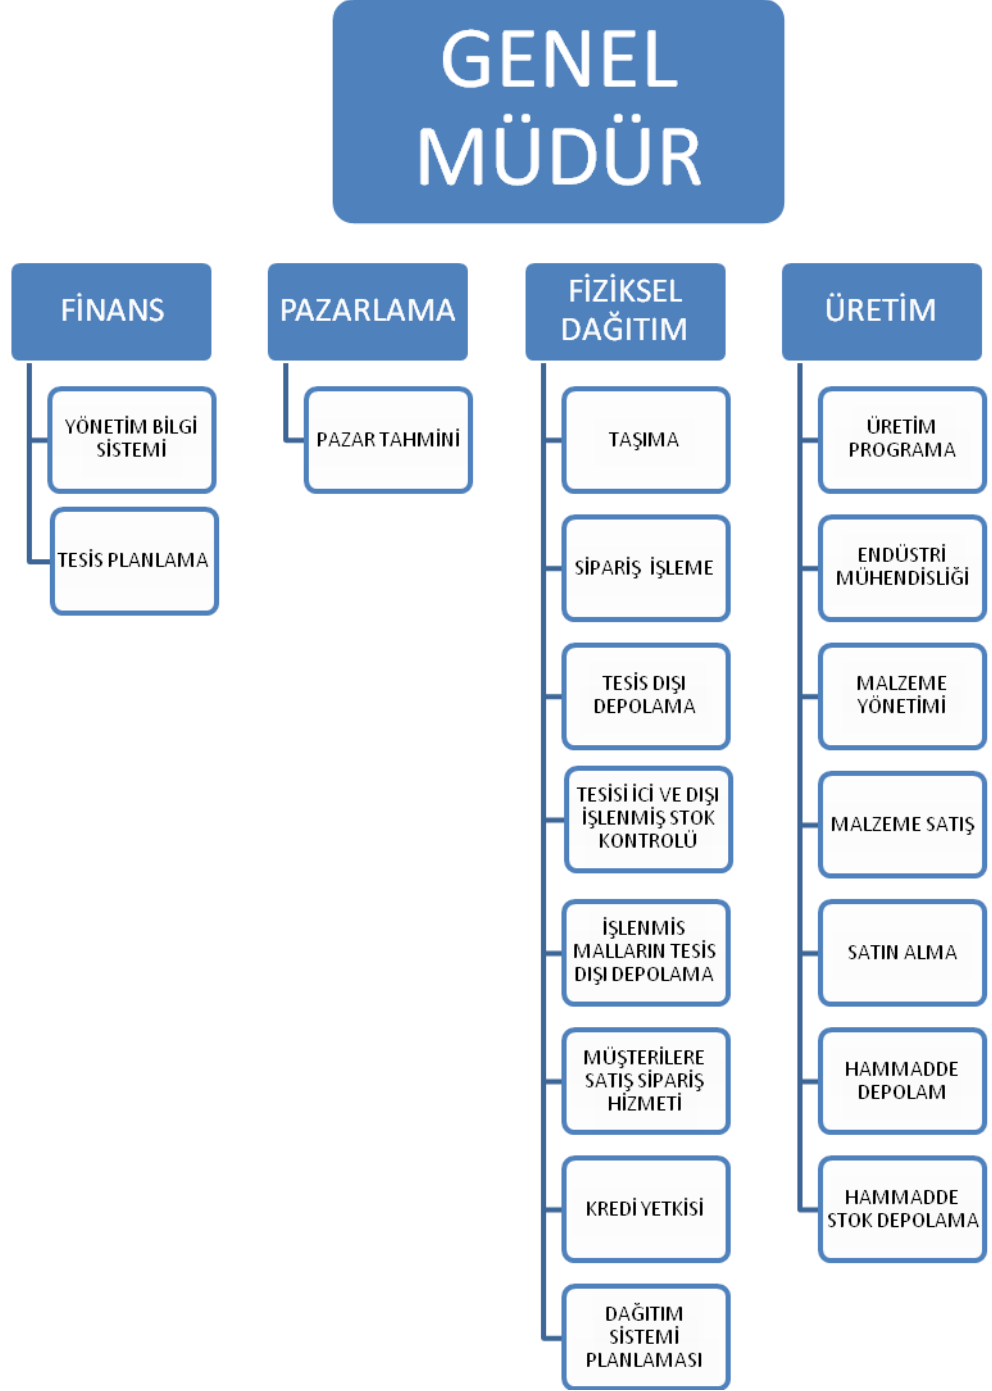 GENEL
MÜDÜR
FİNANS
YÖNETİM BİLGİ
SİSTEMİ
TESİS PLANLAMA
PAZARLAMA
PAZAR TAHMİNİ
FİZİKSEL
DAĞITIM
TAŞIMA
SİPARİŞ İŞLEME
TESİS DIŞI
DEPOLAMA
TESİSİ İCİ VE DIŞI
İŞLENMİŞ STOK
KONTROLÜ
İŞLENMİS
MALLARIN TESİS
DIŞI DEPOLAMA
MÜŞTERİLERE
SATIŞ SİPARİŞ
HİZMETİ
KREDİ YETKİSİ
DAĞITIM
SİSTEMİ
PLANLAMASI
ÜRETİM
ÜRETİM
PROGRAMA
ENDÜSTRİ
MÜHENDİSLİĞİ
MALZEME
YÖNETİMİ
MALZEME SATIŞ
SATIN ALMA
HAMMADDE
DEPOLAM
HAMMADDE
STOK DEPOLAMA